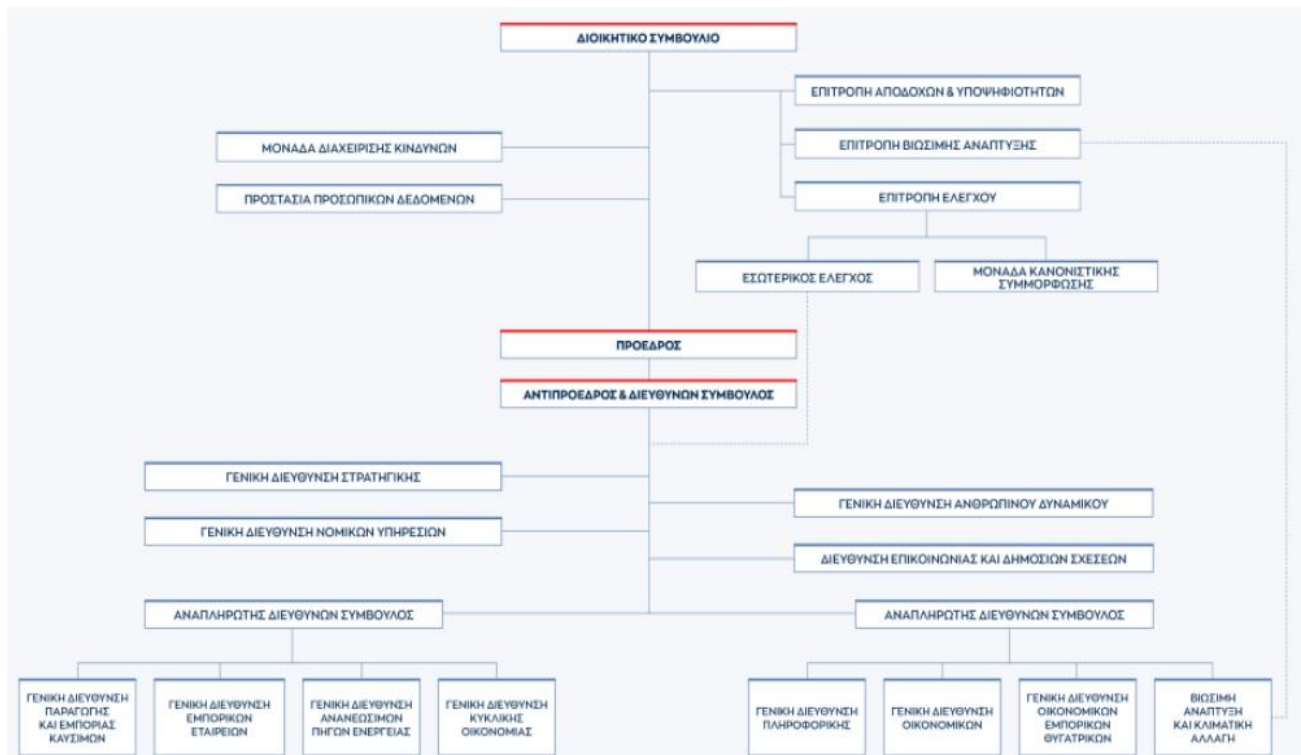 ΔΙΟΙΚΗΤΙΚΟ ΣΥΜΒΟΥΛΙΟ
ΕΠΙΤΡΟΠΗ ΑΠΟΔΟΧΩΝ & ΥΠΟΨΗΦΙΟΤΗΤΩΝ
ΜΟΝΑΔΑ ΔΙΑΧΕΙΡΙΣΗΣ ΚΙΝΔΥΝΩΝ
ΕΠΙΤΡΟΠΗ ΒΙΩΣΙΜΗΣ ΑΝΑΠΤΥΞΗΣ
ΠΡΟΣΤΑΣΙΑ ΠΡΟΣΩΠΙΚΩΝ ΔΕΔΟΜΕΝΩΝ
ΕΠΙΤΡΟΠΗ ΕΛΕΓΧΟΥ
ΕΣΩΤΕΡΙΚΟΣ ΕΛΕΓΧΟΣ
ΜΟΝΑΔΑ ΚΑΝΟΝΙΣΤΙΚΗΣ
ΣΥΜΜΟΡΦΩΣΗΣ
ΠΡΟΕΔΡΟΣ
ΑΝΤΙΠΡΟΕΔΡΟΣ & ΔΙΕΥΘΥΝΩΝ ΣΥΜΒΟΥΛΟΣ
ΓΕΝΙΚΗ ΔΙΕΥΘΥΝΣΗ ΣΤΡΑΤΗΓΙΚΗΣ
ΓΕΝΙΚΗ ΔΙΕΥΘΥΝΣΗ ΑΝΘΡΩΠΙΝΟΥ ΔΥΝΑΜΙΚΟΥ
ΓΕΝΙΚΗ ΔΙΕΥΘΥΝΣΗ ΝΟΜΙΚΩΝ ΥΠΗΡΕΣΙΩΝ
ΔΙΕΥΘΥΝΣΗ ΕΠΙΚΟΙΝΩΝΙΑΣ ΚΑΙ ΔΗΜΟΣΙΩΝ ΣΧΕΣΕΩΝ
ΑΝΑΠΛΗΡΩΤΗΣ ΔΙΕΥΘΥΝΩΝ ΣΥΜΒΟΥΛΟΣ
ΑΝΑΠΛΗΡΩΤΗΣ ΔΙΕΥΘΥΝΩΝ ΣΥΜΒΟΥΛΟΣ
ΓΕΝΙΚΗ ΔΙΕΥΘΥΝΣΗ
ΠΑΡΑΓΩΓΗΣ
ΚΑΙ ΕΜΠΟΡΙΑΣ
ΚΑΥΣΙΜΩΝ
ΓΕΝΙΚΗ ΔΙΕΥΘΥΝΣΗ
ΕΜΠΟΡΙΚΩΝ
ΕΤΑΙΡΕΙΩΝ
ΓΕΝΙΚΗ ΔΙΕΥΘΥΝΣΗ
ΑΝΑΝΕΩΣΙΜΩΝ
ΠΗΓΩΝ ΕΝΕΡΓΕΙΑΣ
ΓΕΝΙΚΗ ΔΙΕΥΘΥΝΣΗ
ΚΥΚΛΙΚΗΣ
ΟΙΚΟΝΟΜΙΑΣ
ΓΕΝΙΚΗ ΔΙΕΥΘΥΝΣΗ
ΠΛΗΡΟΦΟΡΙΚΗΣ
ΓΕΝΙΚΗ ΔΙΕΥΘΥΝΣΗ
ΟΙΚΟΝΟΜΙΚΩΝ
ΓΕΝΙΚΗ ΔΙΕΥΘΥΝΣΗ
ΟΙΚΟΝΟΜΙΚΩΝ
ΕΜΠΟΡΙΚΩΝ
ΘΥΓΑΤΡΙΚΩΝ
ΒΙΩΣΙΜΗ
ΑΝΑΠΤΥΞΗ
ΚΑΙ ΚΛΙΜΑΤΙΚΗ
ΑΛΛΑΓΗ